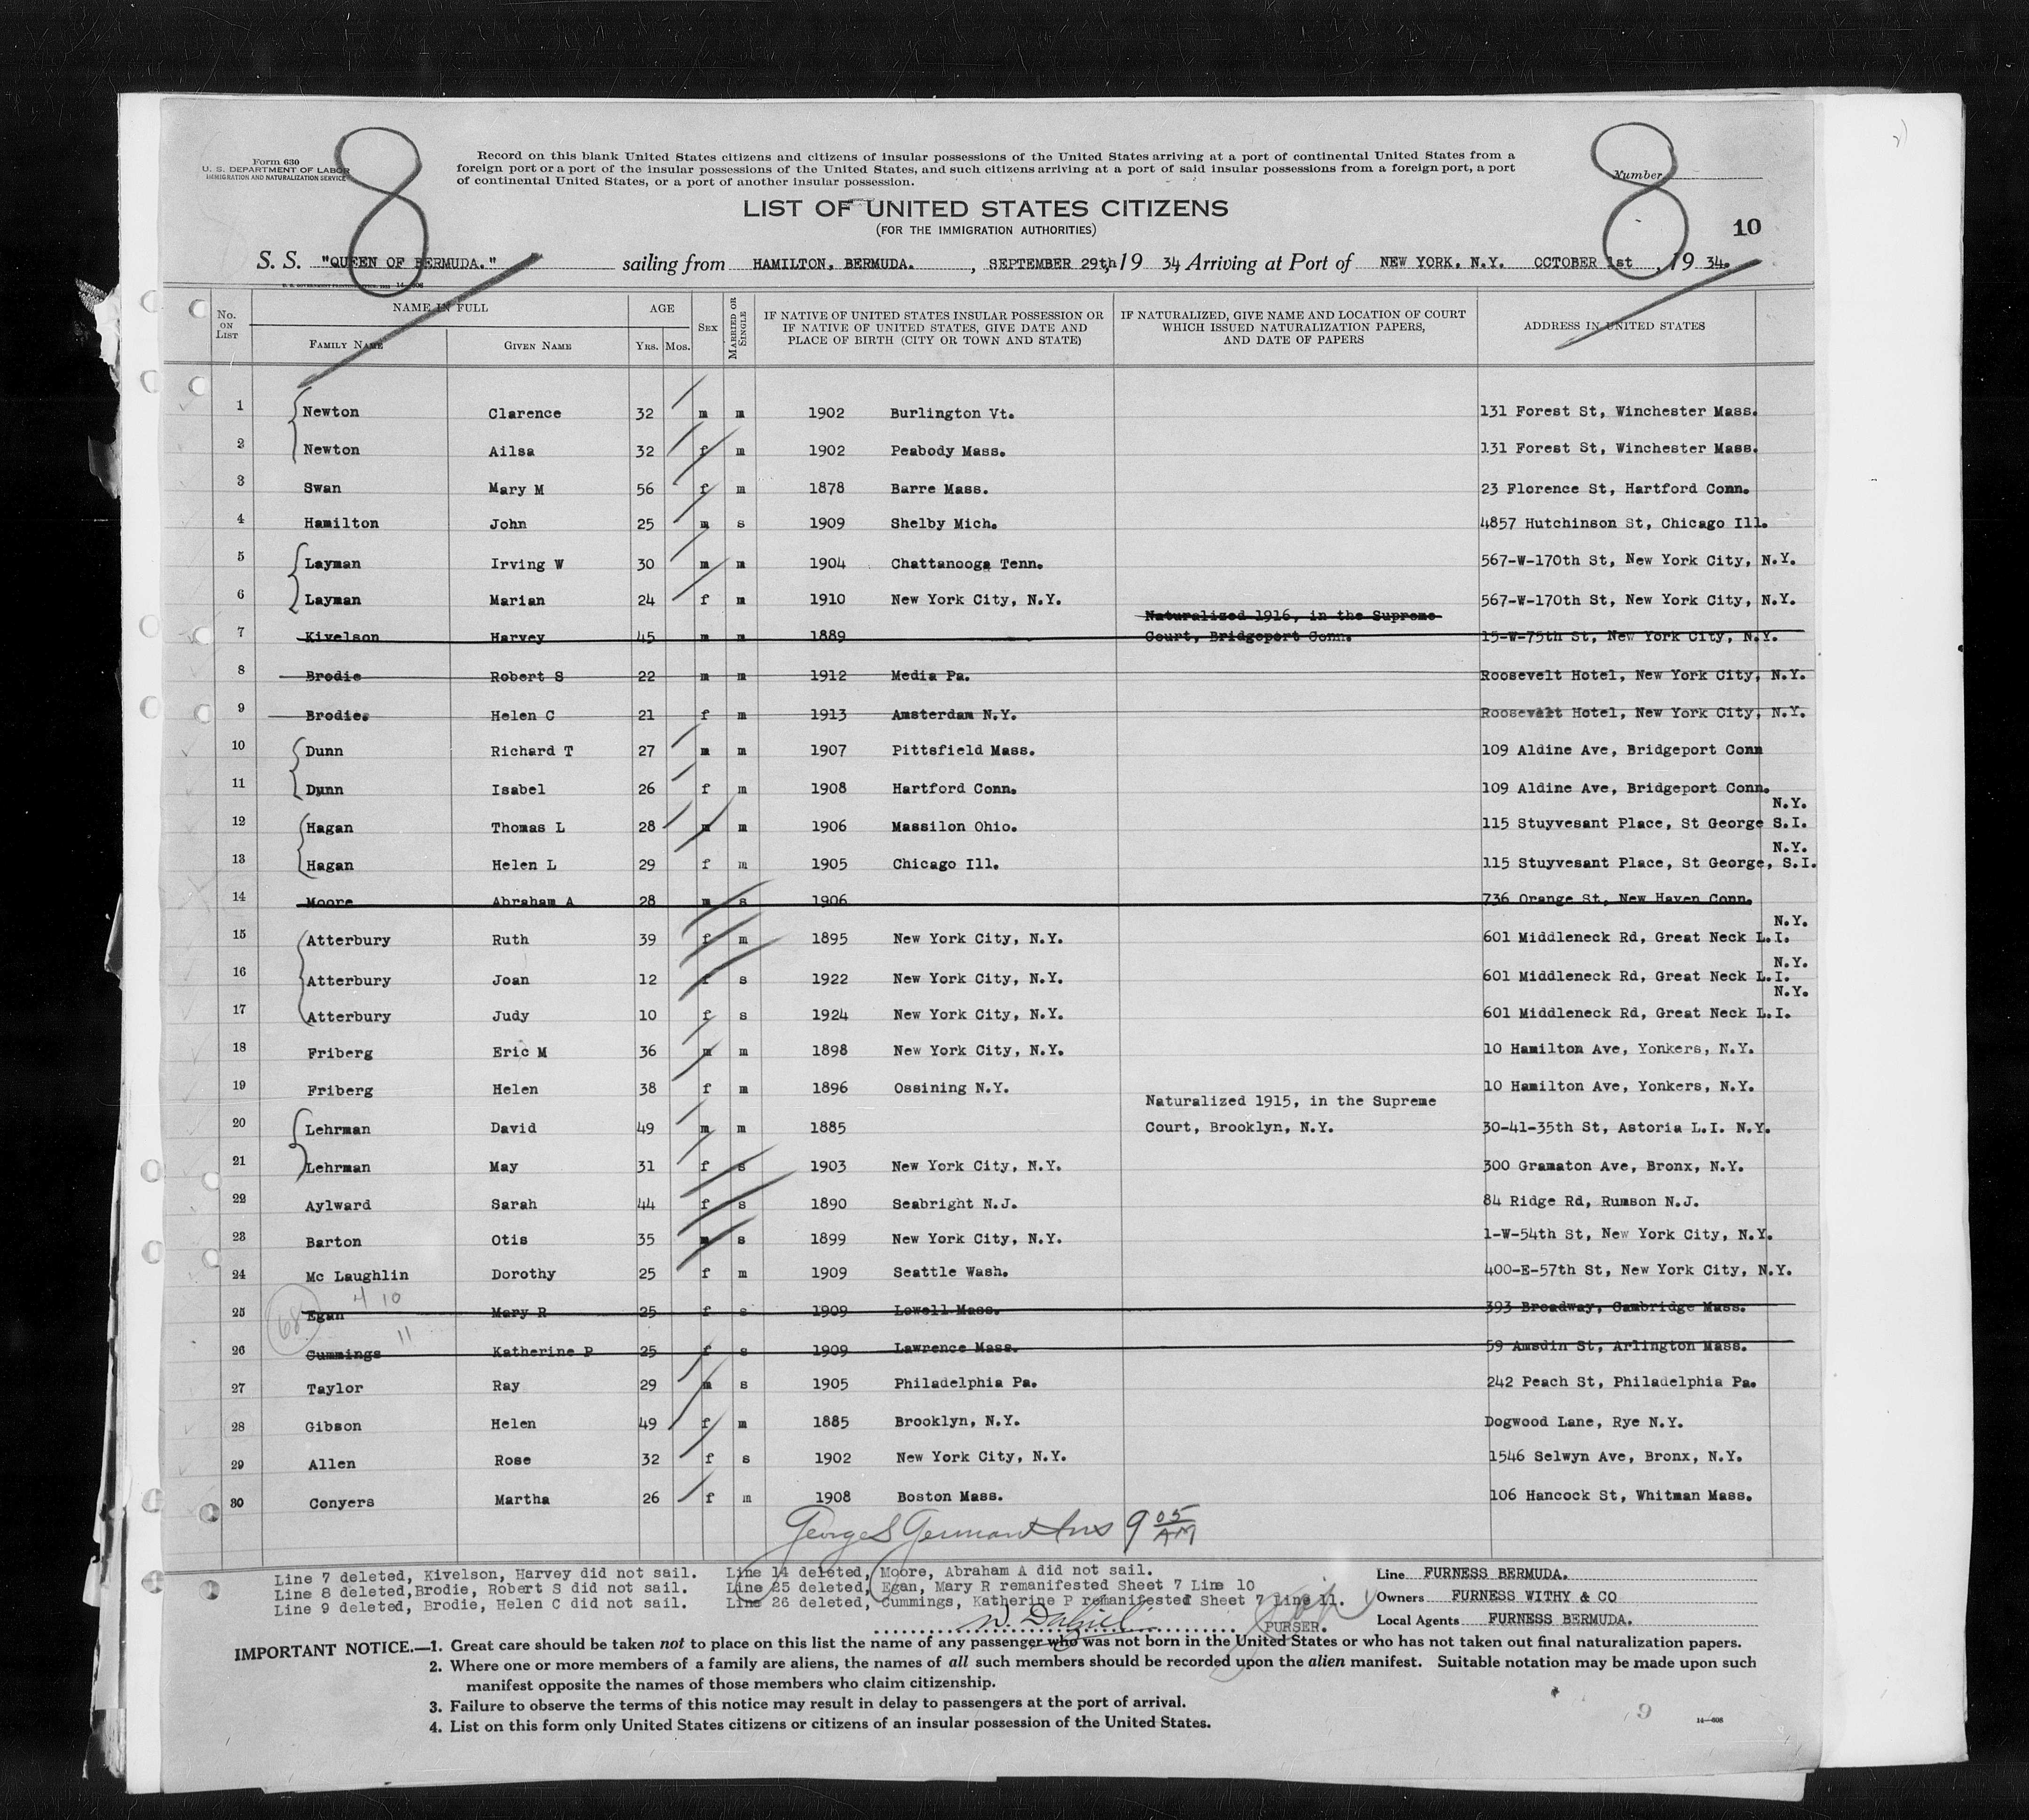 8
8
Form 630
U. S. DEPARTMENT OF LABOR
IMMIGRATION AND NATURALIZATION SERVICE
Record on this blank United States citizens and citizens of insular possessions of the United States arriving at a port of continental United States from a
foreign port or a port of the insular possessions of the United States, and such citizens arriving at a port of said insular possessions from a foreign port, a port
of continental United States, or a port of another insular possession.
Number
LIST OF UNITED STATES CITIZENS
(FOR THE IMMIGRATION AUTHORITIES)
10
S. S. "QUEEN OF BERMUDA." sailing from HAMILTON, BERMUDA. , SEPTEMBER 29th, 19 34, Arriving at Port of NEW YORK, N.Y. OCTOBER 1st , 19 34.
No. ON LIST
NAME IN FULL
FAMILY NAME
GIVEN NAME
AGE
YRS. MOS.
SEX
MARRIED OR SINGLE
IF NATIVE OF UNITED STATES INSULAR POSSESSION OR
IF NATIVE OF UNITED STATES, GIVE DATE AND
PLACE OF BIRTH (CITY OR TOWN AND STATE)
IF NATURALIZED, GIVE NAME AND LOCATION OF COURT
WHICH ISSUED NATURALIZATION PAPERS,
AND DATE OF PAPERS
ADDRESS IN UNITED STATES
1 Newton Clarence 32 m m 1902 Burlington Vt. 131 Forest St, Winchester Mass.
2 Newton Ailsa 32 f m 1902 Peabody Mass. 131 Forest St, Winchester Mass.
3 Swan Mary M 56 f m 1878 Barre Mass. 23 Florence St, Hartford Conn.
4 Hamilton John 25 m s 1909 Shelby Mich. 4857 Hutchinson St, Chicago Ill.
5 Layman Irving W 30 m m 1904 Chattanooga Tenn. 567-W-170th St, New York City, N.Y.
6 Layman Marian 24 f m 1910 New York City, N.Y. 567-W-170th St, New York City, N.Y.
Naturalized 1916, in the Supreme
7 Kivelson Harvey 45 m m 1889 Court, Bridgeport Conn. 15-W-75th St, New York City, N.Y.
8 Brodie Robert S 22 m m 1912 Media Pa. Roosevelt Hotel, New York City, N.Y.
9 Brodie. Helen C 21 f m 1913 Amsterdam N.Y. Roosevelt Hotel, New York City, N.Y.
10 Dunn Richard T 27 m m 1907 Pittsfield Mass. 109 Aldine Ave, Bridgeport Conn
11 Dunn Isabel 26 f m 1908 Hartford Conn. 109 Aldine Ave, Bridgeport Conn.
N.Y.
12 Hagan Thomas L 28 m m 1906 Massilon Ohio. 115 Stuyvesant Place, St George S.I.
N.Y.
13 Hagan Helen L 29 f m 1905 Chicago Ill. 115 Stuyvesant Place, St George, S.I.
14 Moore Abraham A 28 m s 1906 736 Orange St, New Haven Conn.
N.Y.
15 Atterbury Ruth 39 f m 1895 New York City, N.Y. 601 Middleneck Rd, Great Neck L.I.
N.Y.
16 Atterbury Joan 12 f s 1922 New York City, N.Y. 601 Middleneck Rd, Great Neck L.I.
N.Y.
17 Atterbury Judy 10 f s 1924 New York City, N.Y. 601 Middleneck Rd, Great Neck L.I.
18 Friberg Eric M 36 m m 1898 New York City, N.Y. 10 Hamilton Ave, Yonkers, N.Y.
19 Friberg Helen 38 f m 1896 Ossining N.Y. 10 Hamilton Ave, Yonkers, N.Y.
Naturalized 1915, in the Supreme
20 Lehrman David 49 m m 1885 Court, Brooklyn, N.Y. 30-41-35th St, Astoria L.I. N.Y.
21 Lehrman May 31 f s 1903 New York City, N.Y. 300 Gramaton Ave, Bronx, N.Y.
22 Aylward Sarah 44 f s 1890 Seabright N.J. 84 Ridge Rd, Rumson N.J.
23 Barton Otis 35 m s 1899 New York City, N.Y. 1-W-54th St, New York City, N.Y.
24 Mc Laughlin Dorothy 25 f m 1909 Seattle Wash. 400-E-57th St, New York City, N.Y.
4 10
25 Egan Mary R 25 f s 1909 Lowell Mass. 393 Broadway, Cambridge Mass.
68
11
26 Cummings Katherine P 25 f s 1909 Lawrence Mass. 59 Amsdin St, Arlington Mass.
27 Taylor Ray 29 m s 1905 Philadelphia Pa. 242 Peach St, Philadelphia Pa.
28 Gibson Helen 49 f m 1885 Brooklyn, N.Y. Dogwood Lane, Rye N.Y.
29 Allen Rose 32 f s 1902 New York City, N.Y. 1546 Selwyn Ave, Bronx, N.Y.
30 Conyers Martha 26 f m 1908 Boston Mass. 106 Hancock St, Whitman Mass.
George S 9 05 AM
Line 7 deleted, Kivelson, Harvey did not sail. Line 14 deleted, Moore, Abraham A did not sail.
Line 8 deleted,Brodie, Robert S did not sail. Line 25 deleted, Egan, Mary R remanifested Sheet 7 Line 10
Line 9 deleted, Brodie, Helen C did not sail. Line 26 deleted, Cummings, Katherine P remanifested Sheet 7 Line 11.
PURSER.
Line FURNESS BERMUDA.
Owners FURNESS WITHY & CO
Local Agents FURNESS BERMUDA.
IMPORTANT NOTICE.—1. Great care should be taken not to place on this list the name of any passenger who was not born in the United States or who has not taken out final naturalization papers.
2. Where one or more members of a family are aliens, the names of all such members should be recorded upon the alien manifest. Suitable notation may be made upon such
manifest opposite the names of those members who claim citizenship.
3. Failure to observe the terms of this notice may result in delay to passengers at the port of arrival.
4. List on this form only United States citizens or citizens of an insular possession of the United States.
9
14—608